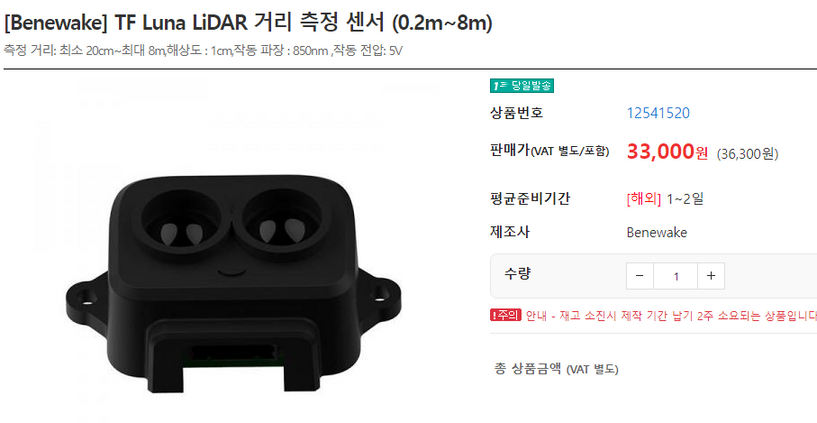 [Benewake] TF Luna LiDAR 거리 측정 센서 (0.2m~8m)
측정 거리: 최소 20cm~최대 8m,해상도 : 1cm,작동 파장 : 850nm ,작동 전압: 5V
당일발송
상품번호 12541520
판매가(VAT 별도/포함) 33,000원 (36,300원)
평균준비기간 [해외] 1~2일
제조사 Benewake
수량 − 1 +
!주의 안내 - 재고 소진시 제작 기간 납기 2주 소요되는 상품입니다
총 상품금액 (VAT 별도)